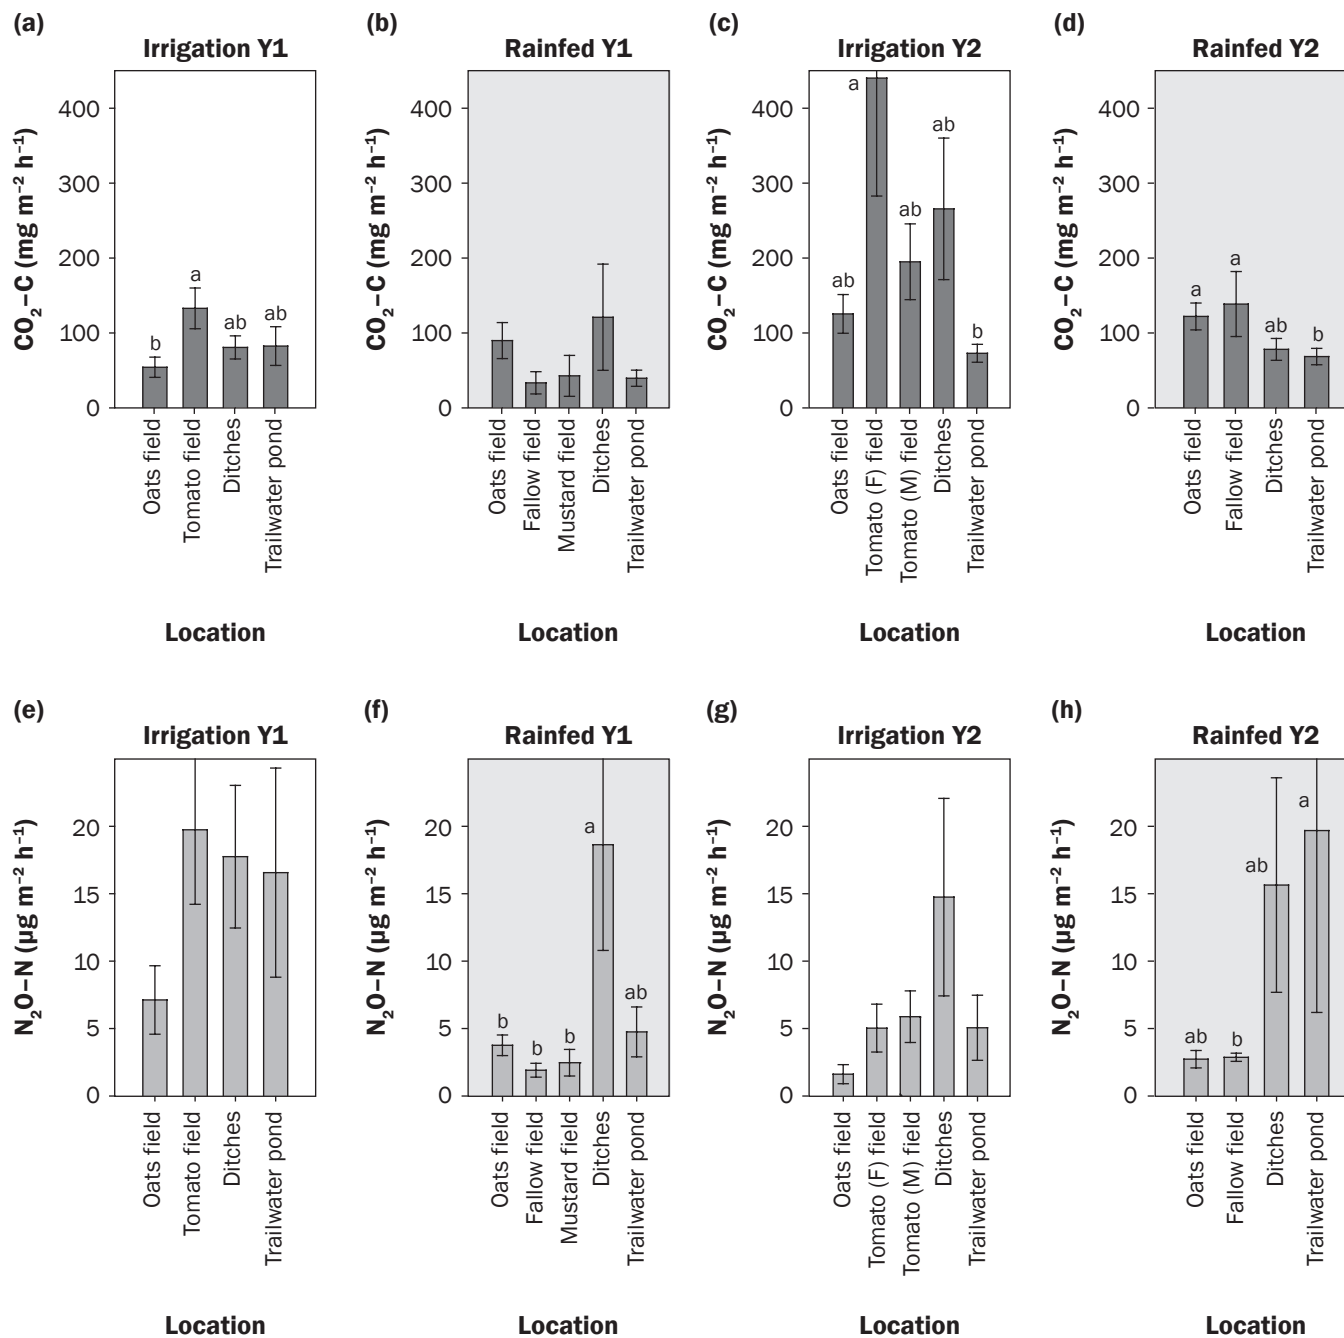 (a)
Irrigation Y1
CO₂–C (mg m⁻² h⁻¹)
400
300
200
100
0
b
a
ab
ab
Oats field
Tomato field
Ditches
Trailwater pond
Location
(b)
Rainfed Y1
CO₂–C (mg m⁻² h⁻¹)
400
300
200
100
0
Oats field
Fallow field
Mustard field
Ditches
Trailwater pond
Location
(c)
Irrigation Y2
CO₂–C (mg m⁻² h⁻¹)
400
300
200
100
0
ab
a
ab
ab
b
Oats field
Tomato (F) field
Tomato (M) field
Ditches
Trailwater pond
Location
(d)
Rainfed Y2
CO₂–C (mg m⁻² h⁻¹)
400
300
200
100
0
a
a
ab
b
Oats field
Fallow field
Ditches
Trailwater pond
Location
(e)
Irrigation Y1
N₂O–N (µg m⁻² h⁻¹)
20
15
10
5
0
Oats field
Tomato field
Ditches
Trailwater pond
Location
(f)
Rainfed Y1
N₂O–N (µg m⁻² h⁻¹)
20
15
10
5
0
b
b
b
a
ab
Oats field
Fallow field
Mustard field
Ditches
Trailwater pond
Location
(g)
Irrigation Y2
N₂O–N (µg m⁻² h⁻¹)
20
15
10
5
0
Oats field
Tomato (F) field
Tomato (M) field
Ditches
Trailwater pond
Location
(h)
Rainfed Y2
N₂O–N (µg m⁻² h⁻¹)
20
15
10
5
0
ab
b
ab
a
Oats field
Fallow field
Ditches
Trailwater pond
Location